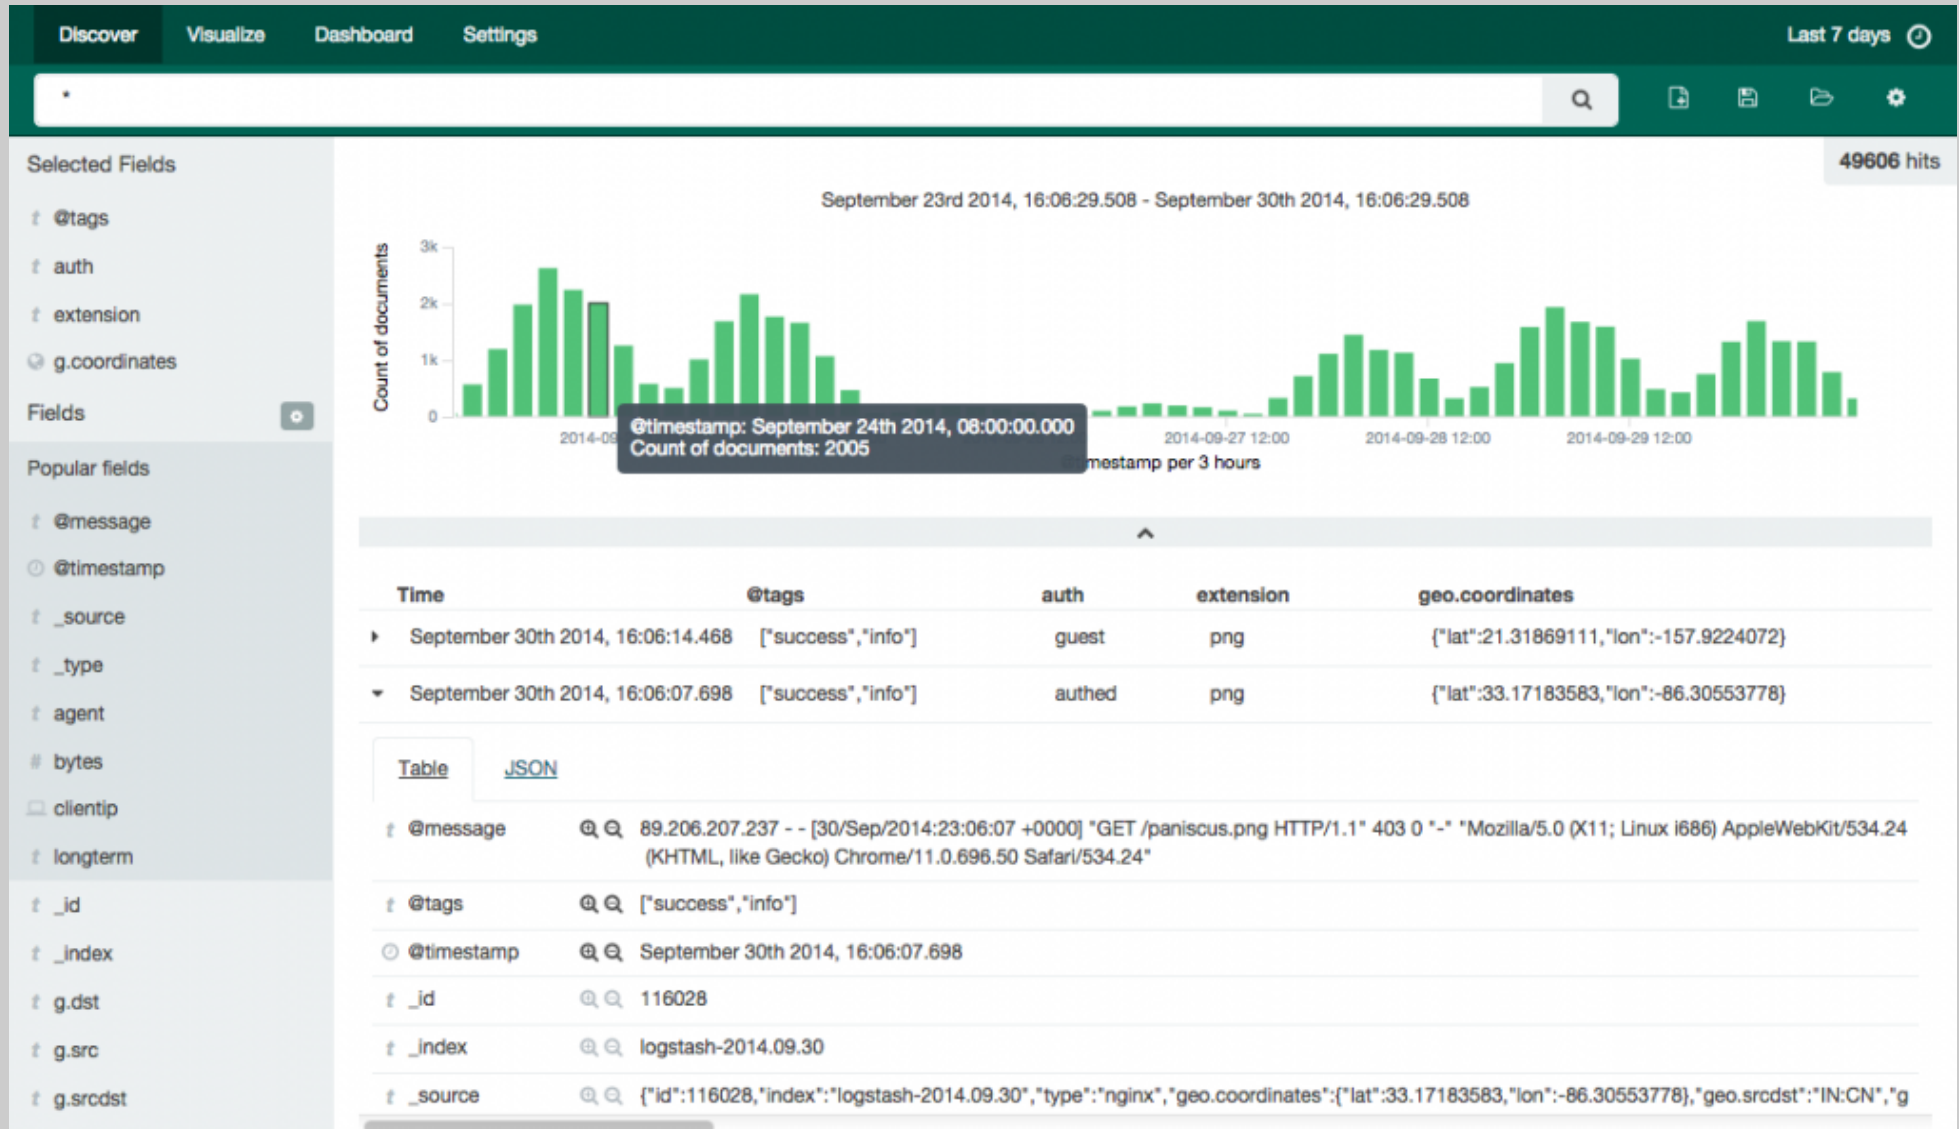 Discover Visualize Dashboard Settings Last 7 days
*
49606 hits
Selected Fields
t @tags
t auth
t extension
g.coordinates
Fields
Popular fields
t @message
@timestamp
t _source
t _type
t agent
# bytes
clientip
t longterm
t _id
t _index
t g.dst
t g.src
t g.srcdst
September 23rd 2014, 16:06:29.508 - September 30th 2014, 16:06:29.508
Count of documents
3k
2k
1k
0
2014-09
2014-09-27 12:00
2014-09-28 12:00
2014-09-29 12:00
@timestamp: September 24th 2014, 08:00:00.000
Count of documents: 2005
mestamp per 3 hours
Time @tags auth extension geo.coordinates
September 30th 2014, 16:06:14.468 ["success","info"] guest png {"lat":21.31869111,"lon":-157.9224072}
September 30th 2014, 16:06:07.698 ["success","info"] authed png {"lat":33.17183583,"lon":-86.30553778}
Table JSON
t @message 89.206.207.237 - - [30/Sep/2014:23:06:07 +0000] "GET /paniscus.png HTTP/1.1" 403 0 "-" "Mozilla/5.0 (X11; Linux i686) AppleWebKit/534.24
(KHTML, like Gecko) Chrome/11.0.696.50 Safari/534.24"
t @tags ["success","info"]
@timestamp September 30th 2014, 16:06:07.698
t _id 116028
t _index logstash-2014.09.30
t _source {"id":116028,"index":"logstash-2014.09.30","type":"nginx","geo.coordinates":{"lat":33.17183583,"lon":-86.30553778},"geo.srcdst":"IN:CN","g